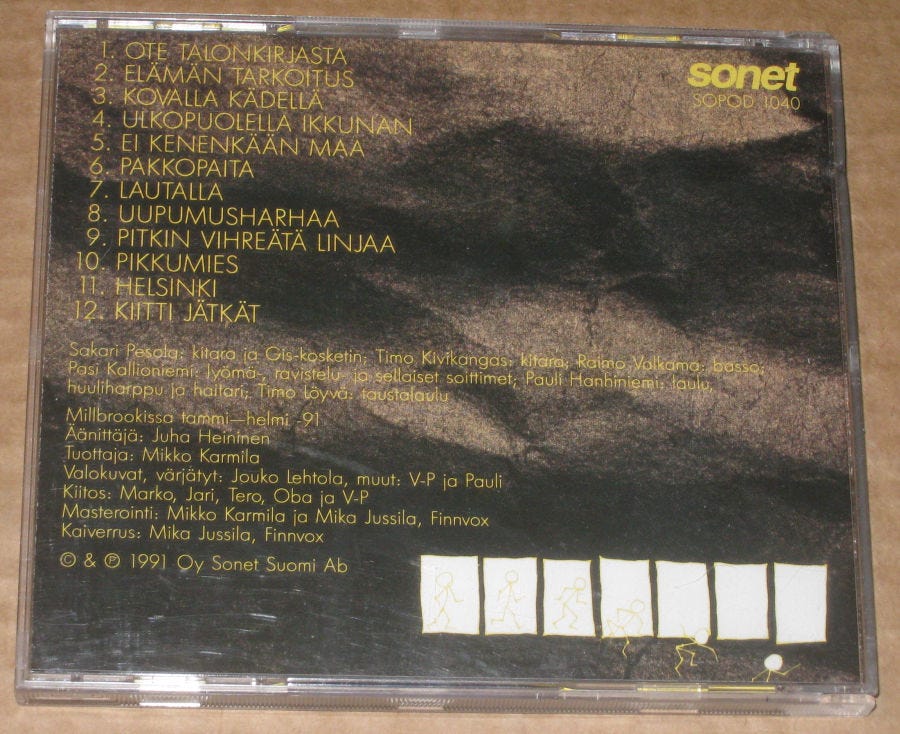 1. OTE TALONKIRJASTA
2. ELÄMÄN TARKOITUS
3. KOVALLA KÄDELLÄ
4. ULKOPUOLELLA IKKUNAN
5. EI KENENKÄÄN MAA
6. PAKKOPAITA
7. LAUTALLA
8. UUPUMUSHARHAA
9. PITKIN VIHREÄTÄ LINJAA
10. PIKKUMIES
11. HELSINKI
12. KIITTI JÄTKÄT
sonet
SOPOD 1040
Sakari Pesola: kitara ja Gis-kosketin; Timo Kivikangas: kitara; Raimo Valkama: basso;
Pasi Kallioniemi: lyömä-, ravistelu- ja sellaiset soittimet; Pauli Hanhiniemi: laulu,
huuliharppu ja haitari; Timo Löyvä: taustalaulu
Millbrookissa tammi—helmi -91
Äänittäjä: Juha Heininen
Tuottaja: Mikko Karmila
Valokuvat, värjätyt: Jouko Lehtola, muut: V-P ja Pauli
Kiitos: Marko, Jari, Tero, Oba ja V-P
Masterointi: Mikko Karmila ja Mika Jussila, Finnvox
Kaiverrus: Mika Jussila, Finnvox
© & ℗ 1991 Oy Sonet Suomi Ab